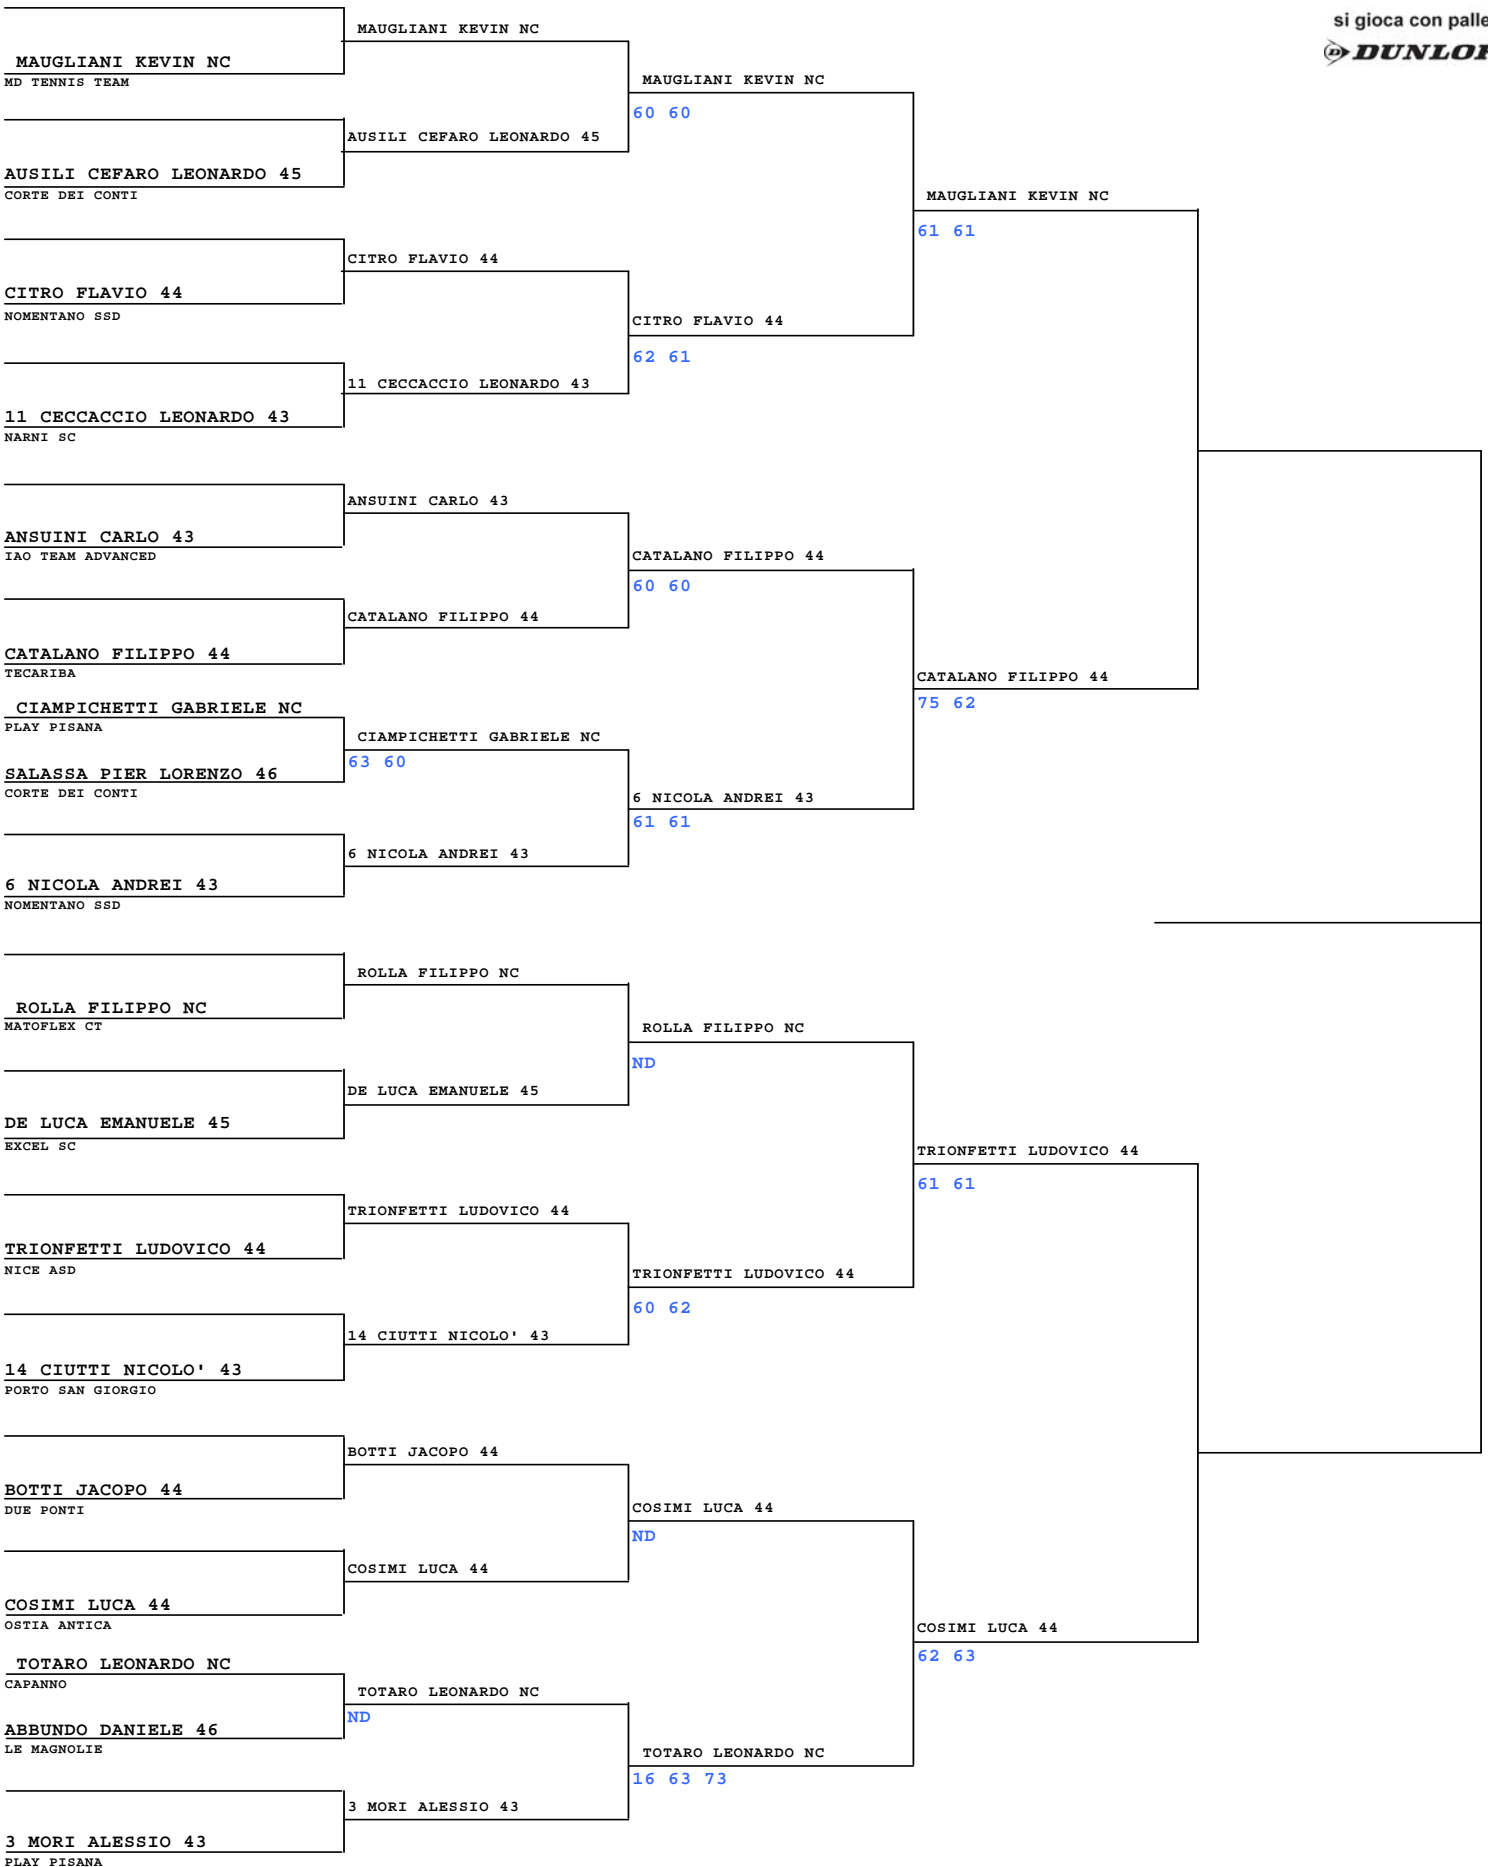 si gioca con palle
MAUGLIANI KEVIN NC
MAUGLIANI KEVIN NC
MD TENNIS TEAM
MAUGLIANI KEVIN NC
60 60
AUSILI CEFARO LEONARDO 45
AUSILI CEFARO LEONARDO 45
CORTE DEI CONTI
MAUGLIANI KEVIN NC
61 61
CITRO FLAVIO 44
CITRO FLAVIO 44
NOMENTANO SSD
CITRO FLAVIO 44
62 61
11 CECCACCIO LEONARDO 43
11 CECCACCIO LEONARDO 43
NARNI SC
ANSUINI CARLO 43
ANSUINI CARLO 43
IAO TEAM ADVANCED
CATALANO FILIPPO 44
60 60
CATALANO FILIPPO 44
CATALANO FILIPPO 44
TECARIBA
CATALANO FILIPPO 44
75 62
CIAMPICHETTI GABRIELE NC
PLAY PISANA
CIAMPICHETTI GABRIELE NC
63 60
SALASSA PIER LORENZO 46
CORTE DEI CONTI
6 NICOLA ANDREI 43
61 61
6 NICOLA ANDREI 43
6 NICOLA ANDREI 43
NOMENTANO SSD
ROLLA FILIPPO NC
ROLLA FILIPPO NC
MATOFLEX CT
ROLLA FILIPPO NC
ND
DE LUCA EMANUELE 45
DE LUCA EMANUELE 45
EXCEL SC
TRIONFETTI LUDOVICO 44
61 61
TRIONFETTI LUDOVICO 44
TRIONFETTI LUDOVICO 44
NICE ASD
TRIONFETTI LUDOVICO 44
60 62
14 CIUTTI NICOLO' 43
14 CIUTTI NICOLO' 43
PORTO SAN GIORGIO
BOTTI JACOPO 44
BOTTI JACOPO 44
DUE PONTI
COSIMI LUCA 44
ND
COSIMI LUCA 44
COSIMI LUCA 44
OSTIA ANTICA
COSIMI LUCA 44
62 63
TOTARO LEONARDO NC
CAPANNO
TOTARO LEONARDO NC
ND
ABBUNDO DANIELE 46
LE MAGNOLIE
TOTARO LEONARDO NC
16 63 73
3 MORI ALESSIO 43
3 MORI ALESSIO 43
PLAY PISANA